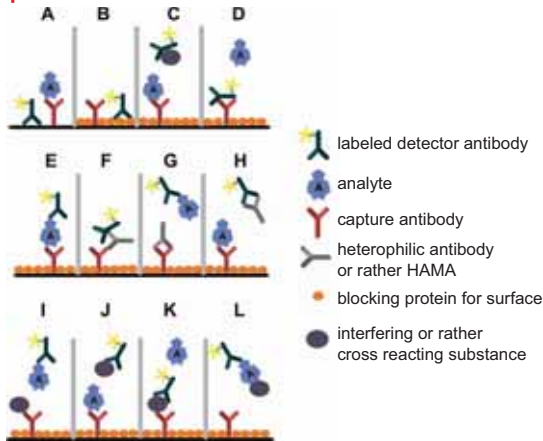 A B C D
labeled detector antibody
analyte
capture antibody
heterophilic antibody
or rather HAMA
blocking protein for surface
interfering or rather
cross reacting substance
E F G H
I J K L